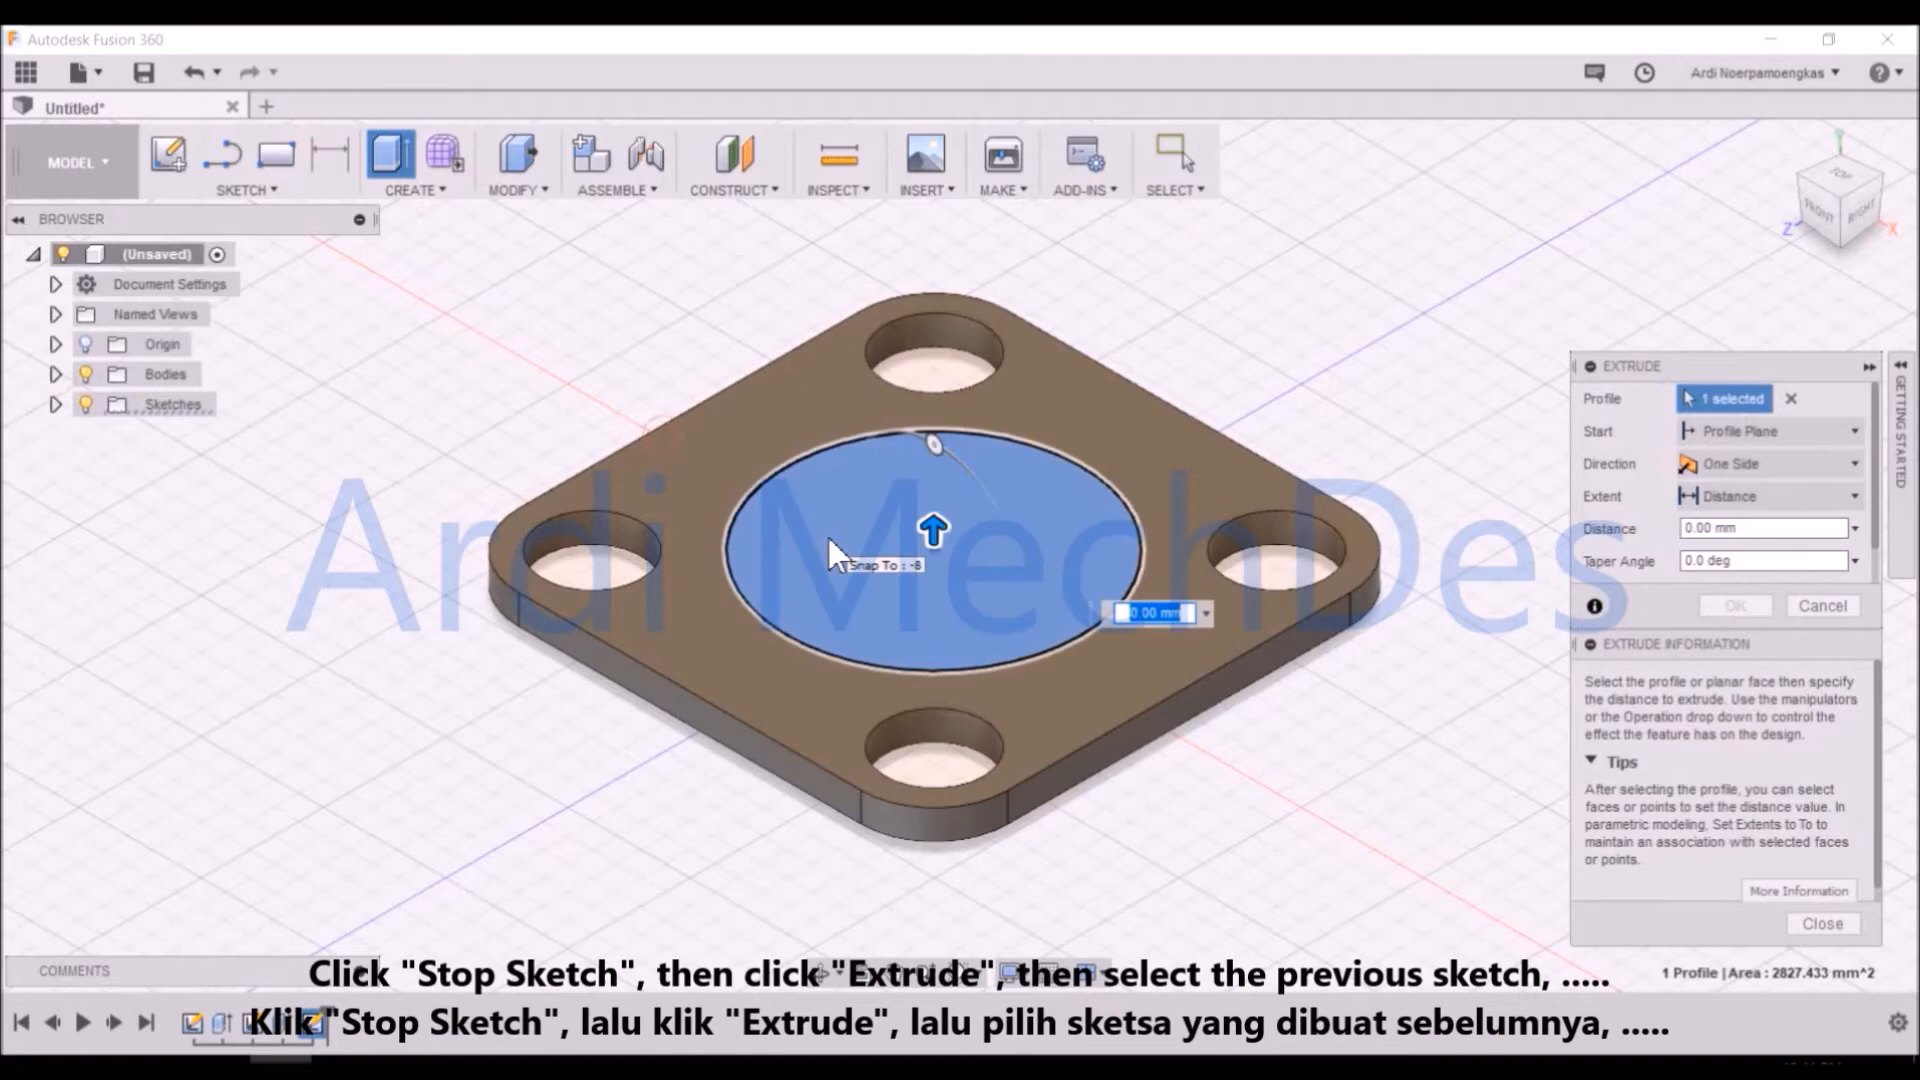 Autodesk Fusion 360
Ardi Noerpamoengkas
Untitled*
MODEL
SKETCH
CREATE
MODIFY
ASSEMBLE
CONSTRUCT
INSPECT
INSERT
MAKE
ADD-INS
SELECT
BROWSER
(Unsaved)
Document Settings
Named Views
Origin
Bodies
Sketches
TOP
FRONT
RIGHT
Z
X
EXTRUDE
Profile
1 selected
Start
Profile Plane
Direction
One Side
Extent
Distance
Distance
0.00 mm
Taper Angle
0.0 deg
OK
Cancel
GETTING STARTED
Snap To : -8
0.00 mm
Ardi MechDes
EXTRUDE INFORMATION
Select the profile or planar face then specify
the distance to extrude. Use the manipulators
or the Operation drop down to control the
effect the feature has on the design.
Tips
After selecting the profile, you can select
faces or points to set the distance value. In
parametric modeling, Set Extents to To to
maintain an association with selected faces
or points.
More Information
Close
COMMENTS
1 Profile | Area : 2827.433 mm^2
Click "Stop Sketch", then click "Extrude", then select the previous sketch, .....
Klik "Stop Sketch", lalu klik "Extrude", lalu pilih sketsa yang dibuat sebelumnya, .....